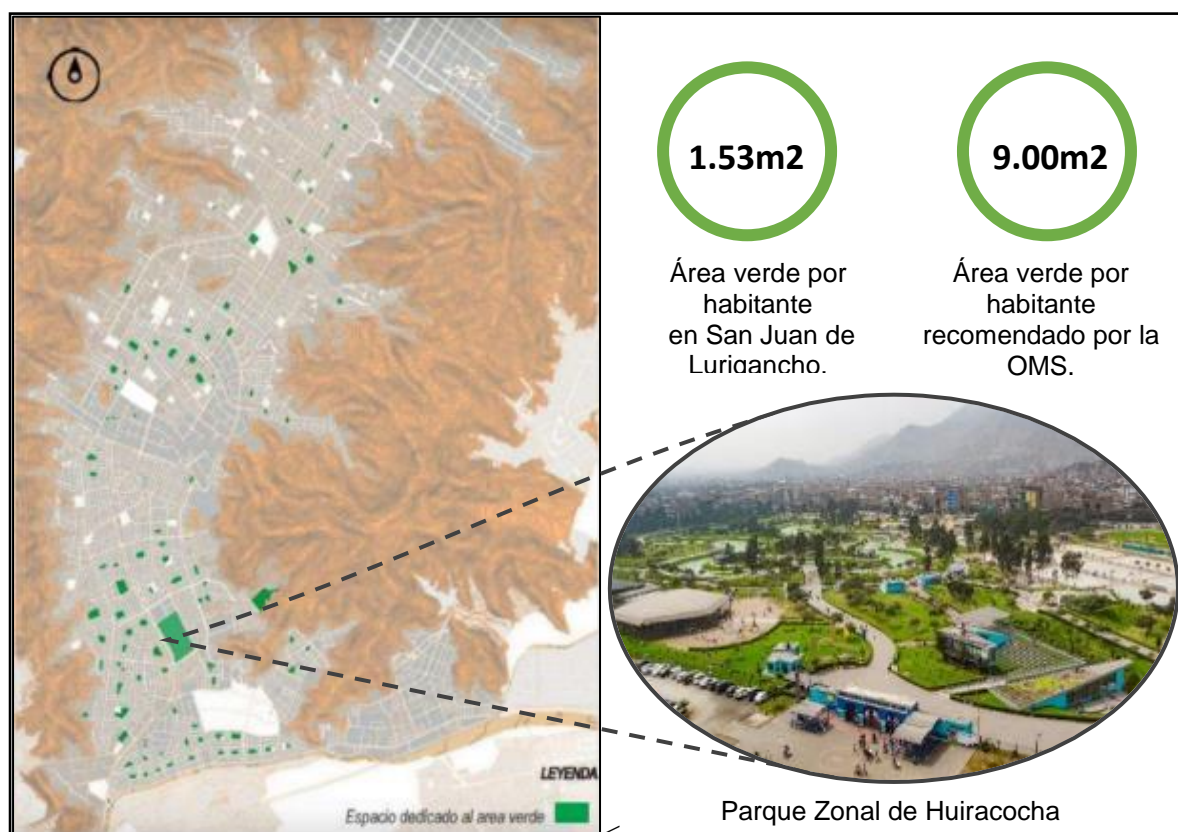 1.53m2
9.00m2
Área verde por
habitante
en San Juan de
Lurigancho.
Área verde por
habitante
recomendado por la
OMS.
LEYENDA
Espacio dedicado al area verde
Parque Zonal de Huiracocha